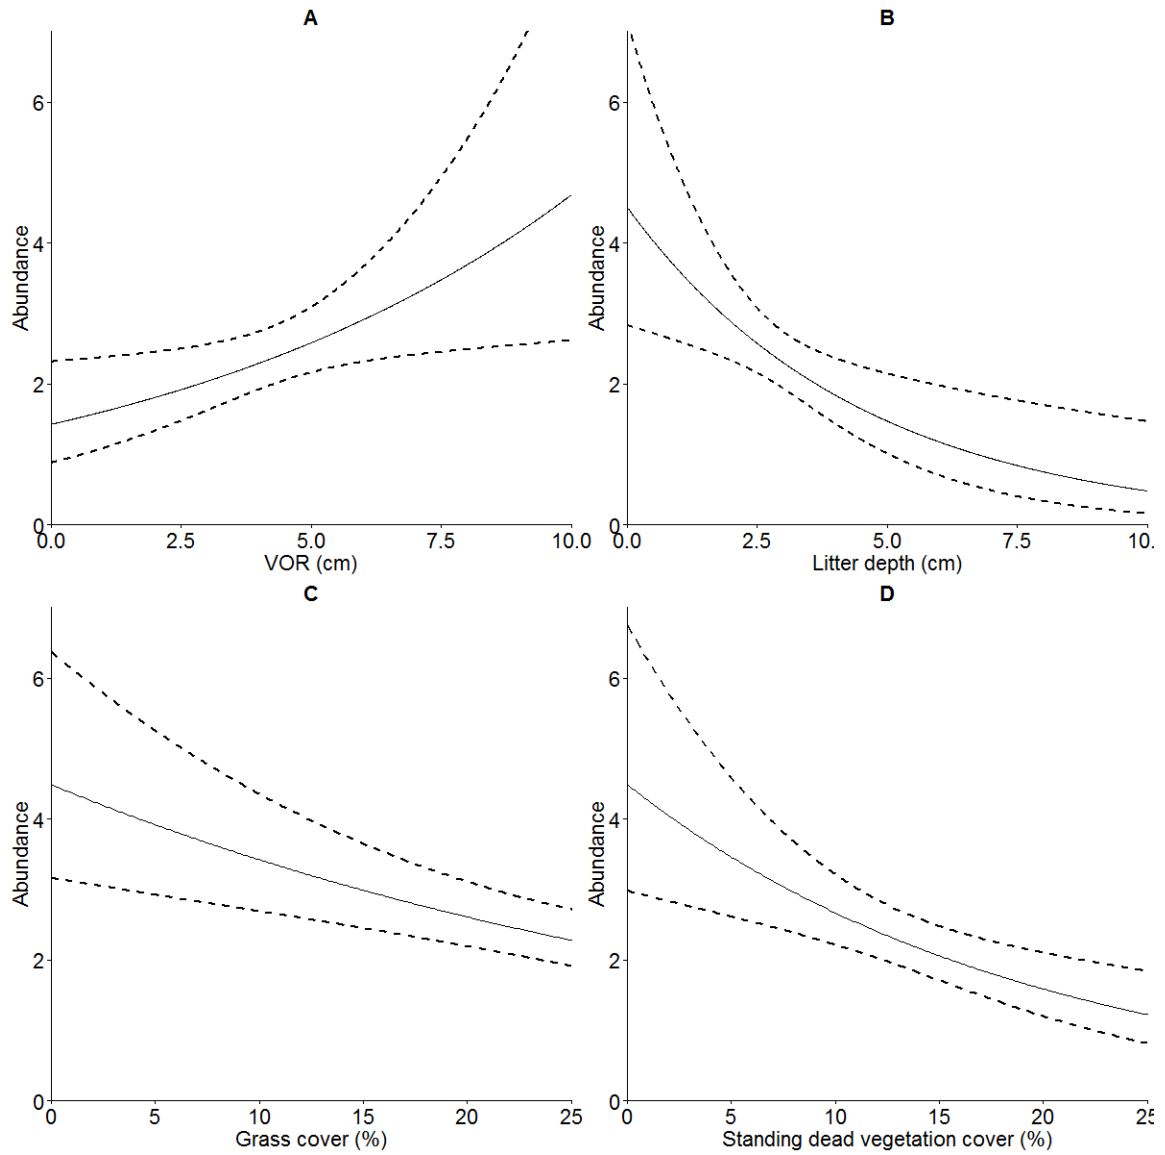 A
Abundance
6
4
2
0
0.0 2.5 5.0 7.5 10.0
VOR (cm)
B
Abundance
6
4
2
0
0.0 2.5 5.0 7.5 10.
Litter depth (cm)
C
Abundance
6
4
2
0
0 5 10 15 20 25
Grass cover (%)
D
Abundance
6
4
2
0
0 5 10 15 20 25
Standing dead vegetation cover (%)